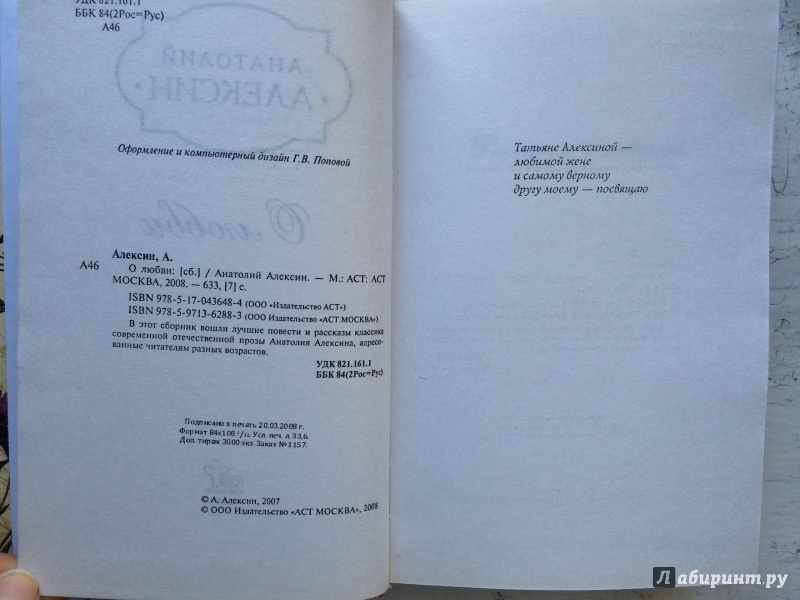 УДК 821.161.1
ББК 84(2Рос=Рус)
А46
АНАТОЛИЙ
АЛЕКСИН
Оформление и компьютерный дизайн Г.В. Поповой
О любви
Алексин, А.
А46 О любви: [сб.] / Анатолий Алексин. — М.: АСТ: АСТ
МОСКВА, 2008. — 633, [7] с.
ISBN 978-5-17-043648-4 (ООО «Издательство АСТ»)
ISBN 978-5-9713-6288-3 (ООО Издательство «АСТ МОСКВА»)
В этот сборник вошли лучшие повести и рассказы классика
современной отечественной прозы Анатолия Алексина, адресо-
ванные читателям разных возрастов.
УДК 821.161.1
ББК 84(2Рос=Рус)
Подписано в печать 20.03.2008 г.
Формат 84x108 1/32 Усл. печ. л. 33,6.
Доп. тираж 3000 экз. Заказ № 1157.
© А. Алексин, 2007
© ООО Издательство «АСТ МОСКВА», 2008
Татьяне Алексиной —
любимой жене
и самому верному
другу моему — посвящаю
Лабиринт.ру